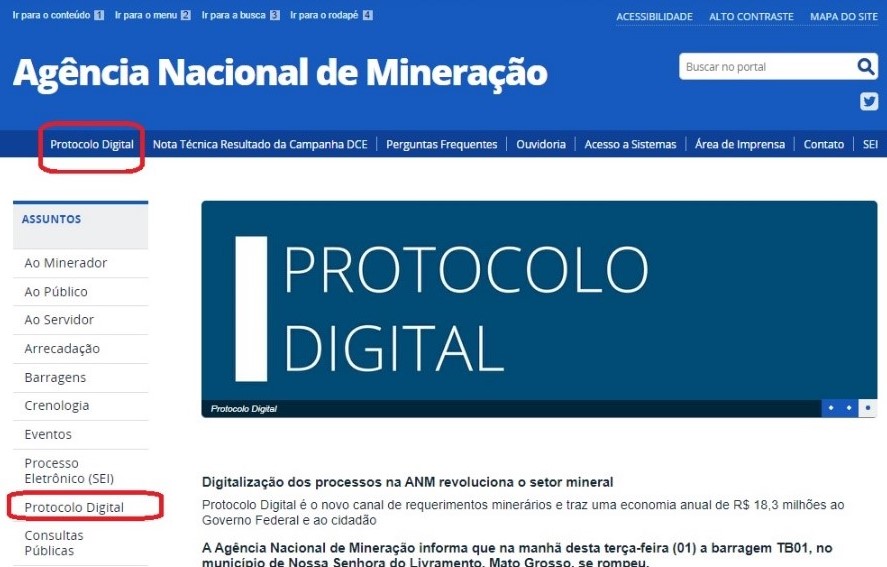 Ir para o conteúdo 1 Ir para o menu 2 Ir para a busca 3 Ir para o rodapé 4
ACESSIBILIDADE ALTO CONTRASTE MAPA DO SITE
Agência Nacional de Mineração
Buscar no portal
Protocolo Digital Nota Técnica Resultado da Campanha DCE Perguntas Frequentes Ouvidoria Acesso a Sistemas Área de Imprensa Contato SEI
ASSUNTOS
Ao Minerador
Ao Público
Ao Servidor
Arrecadação
Barragens
Crenologia
Eventos
Processo
Eletrônico (SEI)
Protocolo Digital
Consultas
Públicas
PROTOCOLO
DIGITAL
Protocolo Digital
Digitalização dos processos na ANM revoluciona o setor mineral
Protocolo Digital é o novo canal de requerimentos minerários e traz uma economia anual de R$ 18,3 milhões ao
Governo Federal e ao cidadão
A Agência Nacional de Mineração informa que na manhã desta terça-feira (01) a barragem TB01, no
município de Nossa Senhora do Livramento, Mato Grosso, se rompeu.